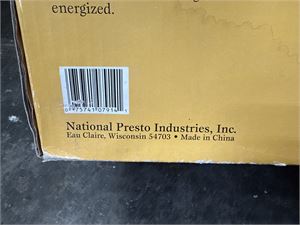 energized.
National Presto Industries, Inc.
Eau Claire, Wisconsin 54703 • Made in China